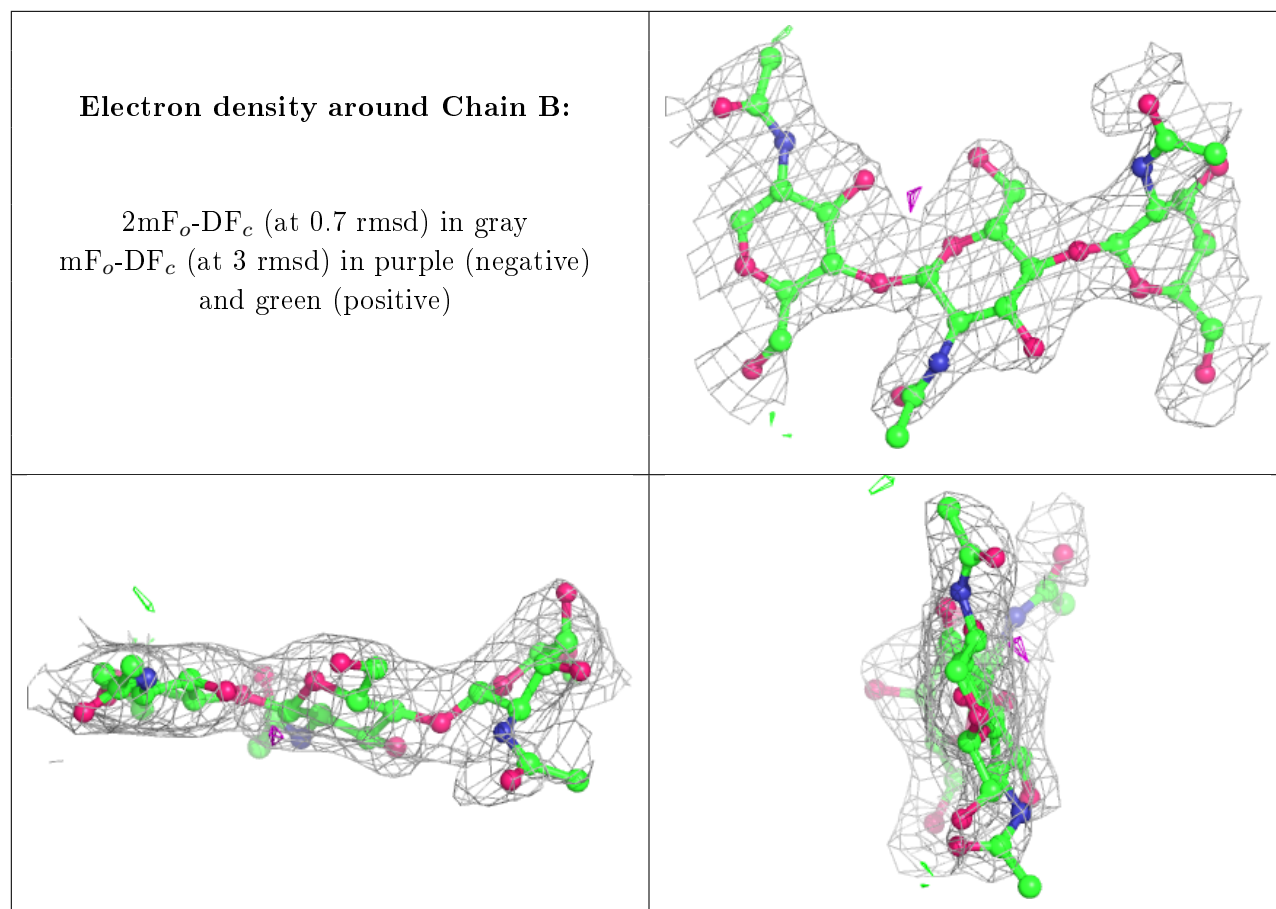 Electron density around Chain B:
2mFₒ-DF𝒸 (at 0.7 rmsd) in gray
mFₒ-DF𝒸 (at 3 rmsd) in purple (negative)
and green (positive)